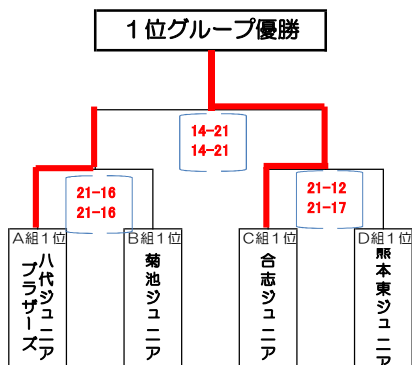 １位グループ優勝
14-21
14-21
21-16
21-16
21-12
21-17
A組１位
B組１位
C組１位
D組１位
八代ジュニア
ブラザーズ
菊池ジュニア
合志ジュニア
熊本東ジュニア